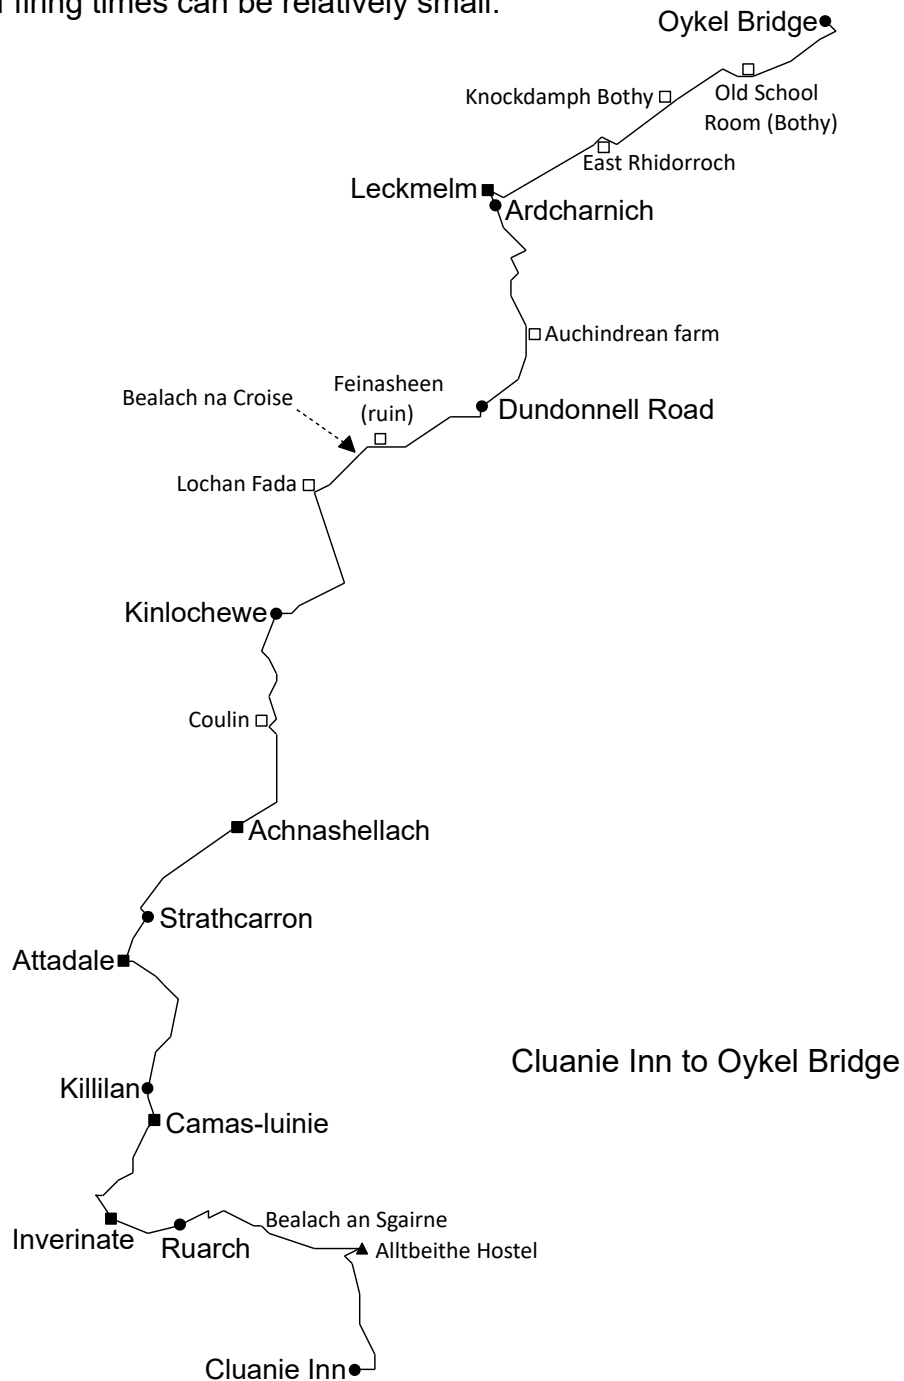 firing times can be relatively small.
Oykel Bridge
Knockdamph Bothy
Old School
Room (Bothy)
East Rhidorroch
Leckmelm
Ardcharnich
Auchindrean farm
Feinasheen
(ruin)
Bealach na Croise
Dundonnell Road
Lochan Fada
Kinlochewe
Coulin
Achnashellach
Strathcarron
Attadale
Cluanie Inn to Oykel Bridge
Killilan
Camas-luinie
Bealach an Sgairne
Inverinate
Ruarch
Alltbeithe Hostel
Cluanie Inn